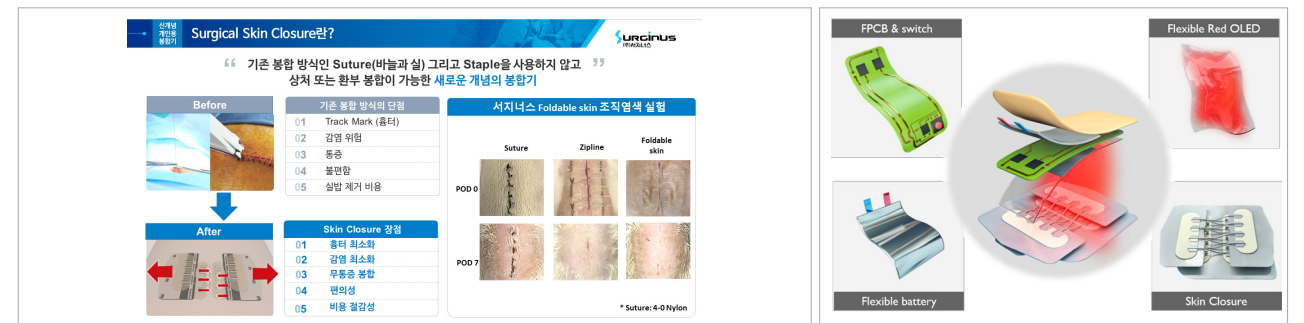 신개념
개인용
봉합기
Surgical Skin Closure란?
SURGINUS
(주)써지너스
“ 기존 봉합 방식인 Suture(바늘과 실) 그리고 Staple을 사용하지 않고 ”
상처 또는 환부 봉합이 가능한 새로운 개념의 봉합기
Before
기존 봉합 방식의 단점
01 Track Mark (흉터)
02 감염 위험
03 통증
04 불편함
05 실밥 제거 비용
After
Skin Closure 장점
01 흉터 최소화
02 감염 최소화
03 무통증 봉합
04 편의성
05 비용 절감성
서지너스 Foldable skin 조직염색 실험
Suture
Zipline
Foldable
skin
POD 0
POD 7
* Suture: 4-0 Nylon
FPCB & switch
Flexible Red OLED
Flexible battery
Skin Closure